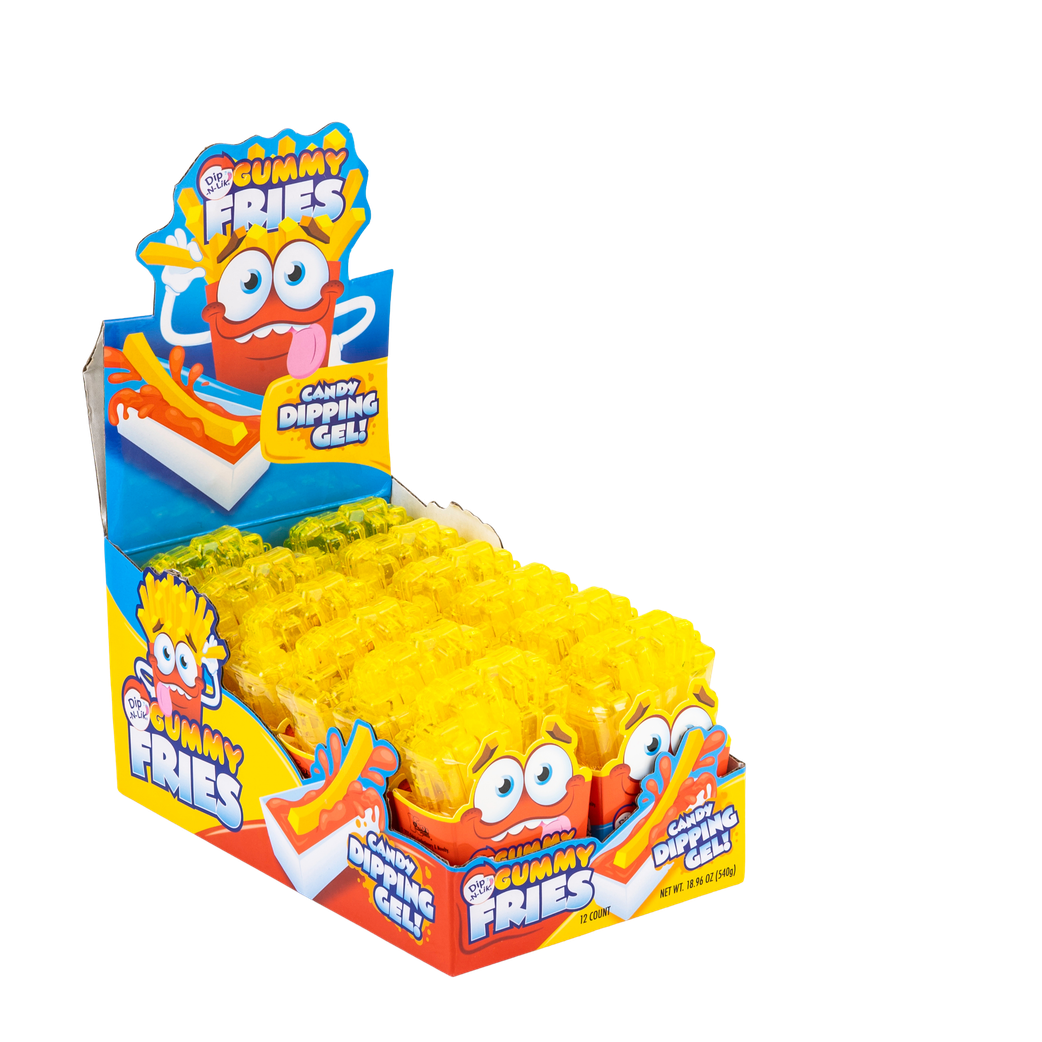 Dip
-N-Lik
GUMMY
FRIES
CANDY
DIPPING
GEL!
Dip
-N-Lik
GUMMY
FRIES
CANDY
DIPPING
GEL!
GUMMY
Dip
-N-Lik
GUMMY
FRIES
12 COUNT
CANDY
DIPPING
GEL!
NET WT. 18.96 OZ (540g)